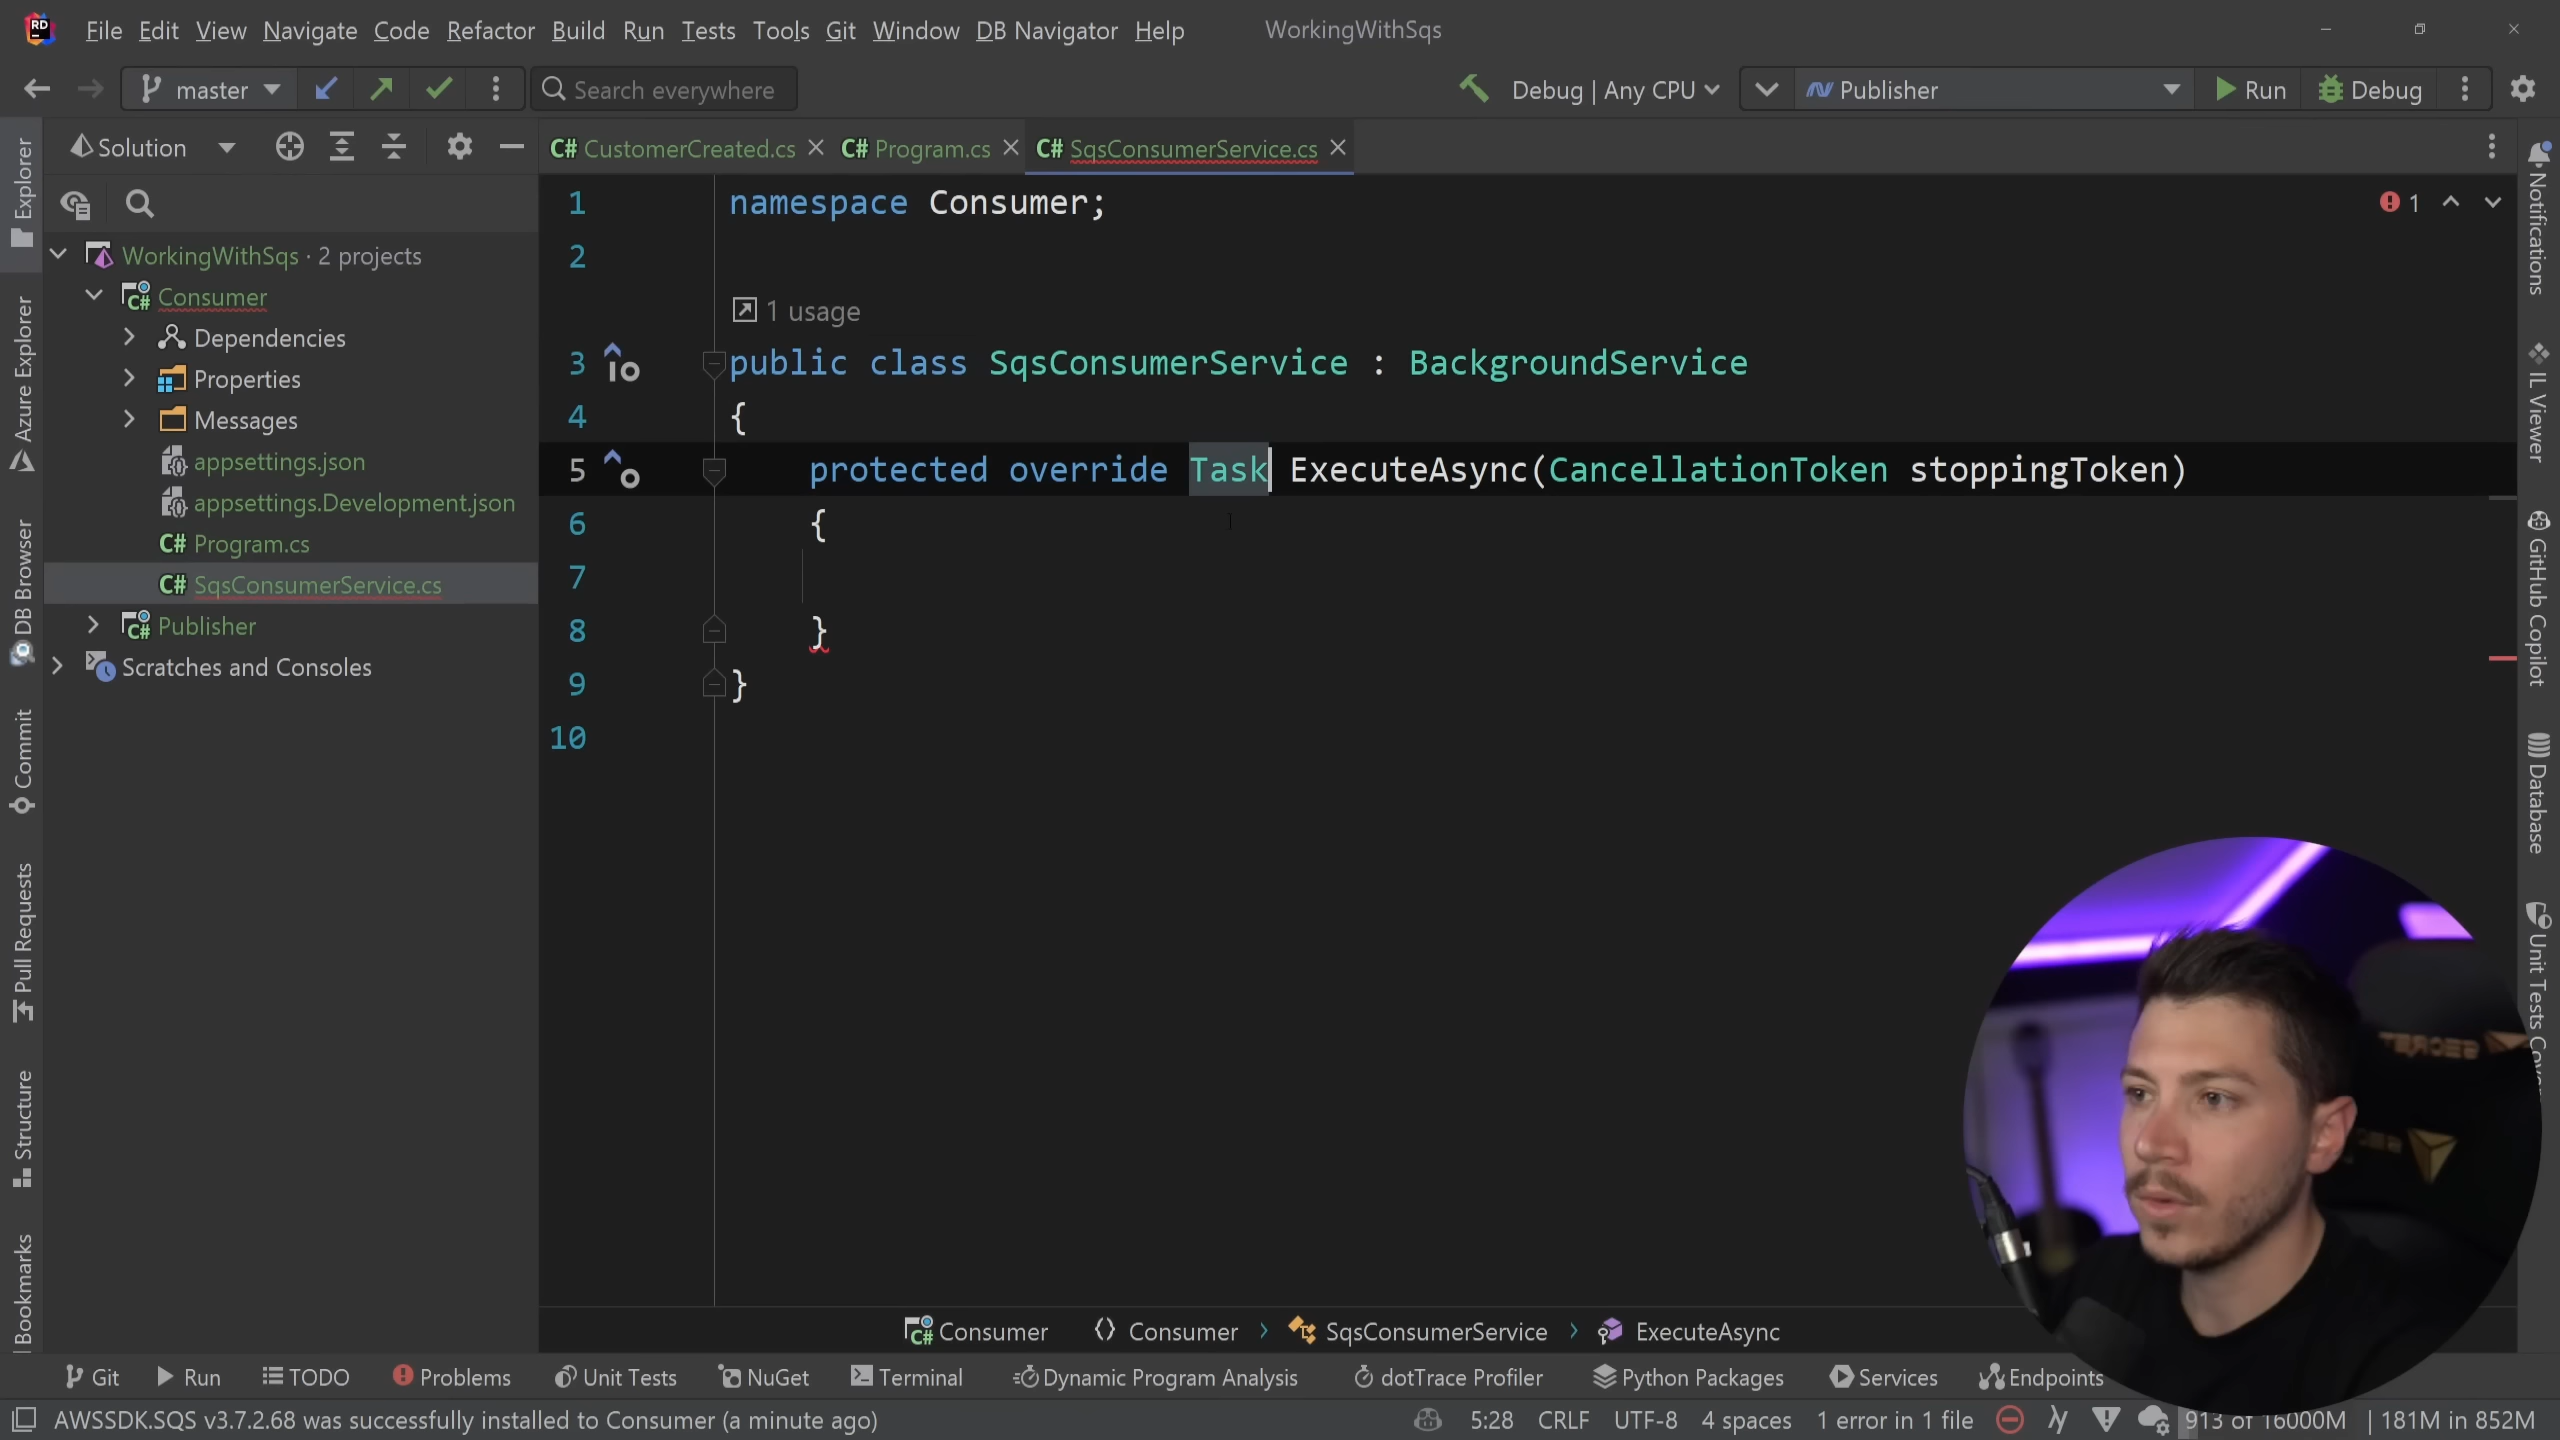 File Edit View Navigate Code Refactor Build Run Tests Tools Git Window DB Navigator Help WorkingWithSqs
master Search everywhere Debug | Any CPU Publisher Run Debug
Solution
C# CustomerCreated.cs C# Program.cs C# SqsConsumerService.cs
WorkingWithSqs · 2 projects
Consumer
Dependencies
Properties
Messages
appsettings.json
appsettings.Development.json
C# Program.cs
C# SqsConsumerService.cs
Publisher
Scratches and Consoles
Explorer
Azure Explorer
DB Browser
Commit
Pull Requests
Structure
Bookmarks
1 namespace Consumer;
2
1 usage
3 public class SqsConsumerService : BackgroundService
4 {
5 protected override Task ExecuteAsync(CancellationToken stoppingToken)
6 {
7
8 }
9 }
10
1
Notifications
IL Viewer
GitHub Copilot
Database
Unit Tests
SECRET
Consumer Consumer SqsConsumerService ExecuteAsync
Git Run TODO Problems Unit Tests NuGet Terminal Dynamic Program Analysis dotTrace Profiler Python Packages Services Endpoints
AWSSDK.SQS v3.7.2.68 was successfully installed to Consumer (a minute ago) 5:28 CRLF UTF-8 4 spaces 1 error in 1 file 913 of 16000M | 181M in 852M